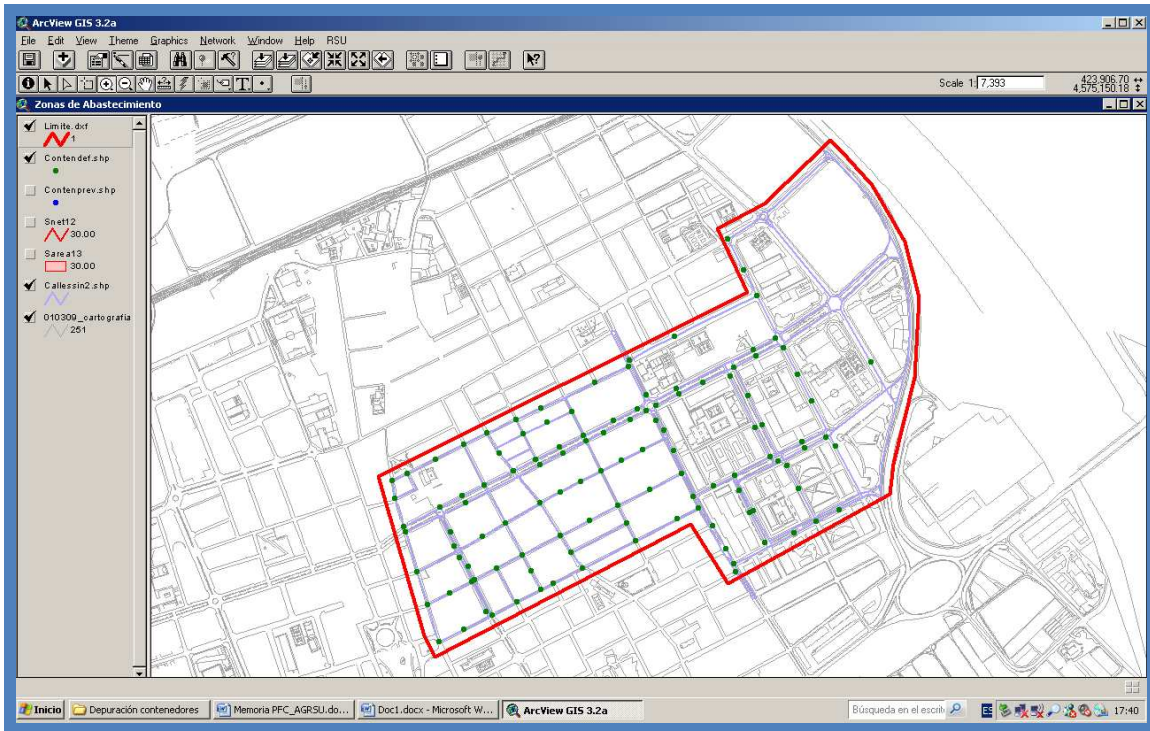 ArcView GIS 3.2a
File Edit View Theme Graphics Network Window Help RSU
Scale 1: 7,393
423,906.70
4,575,150.18
Zonas de Abastecimiento
Limite.dxf
1
Contendef.shp
Contenprev.shp
Snet12
30.00
Sarea13
30.00
Callessin2.shp
010309_cartografia
251
Inicio
Depuración contenedores
Memoria PFC_AGRSU.do...
Doc1.docx - Microsoft W...
ArcView GIS 3.2a
Búsqueda en el escrit
ES
17:40